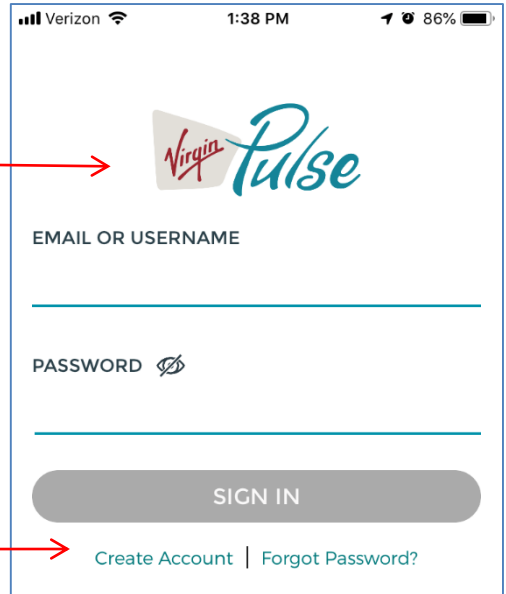 Verizon 1:38 PM 86%
Virgin Pulse
EMAIL OR USERNAME
PASSWORD
SIGN IN
Create Account | Forgot Password?